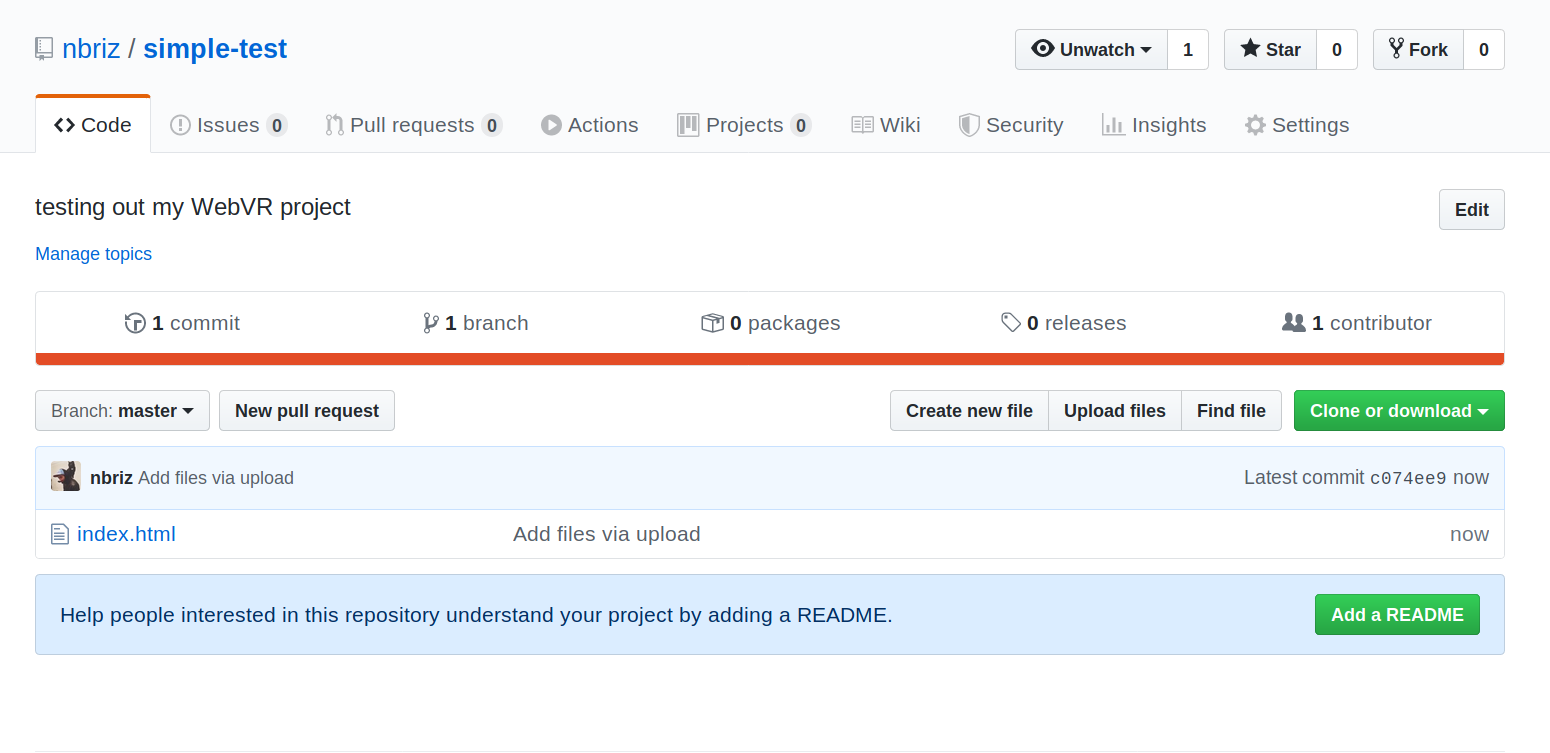 nbriz / simple-test
Unwatch 1 Star 0 Fork 0
Code Issues 0 Pull requests 0 Actions Projects 0 Wiki Security Insights Settings
testing out my WebVR project Edit
Manage topics
1 commit 1 branch 0 packages 0 releases 1 contributor
Branch: master New pull request Create new file Upload files Find file Clone or download
nbriz Add files via upload Latest commit c074ee9 now
index.html Add files via upload now
Help people interested in this repository understand your project by adding a README. Add a README